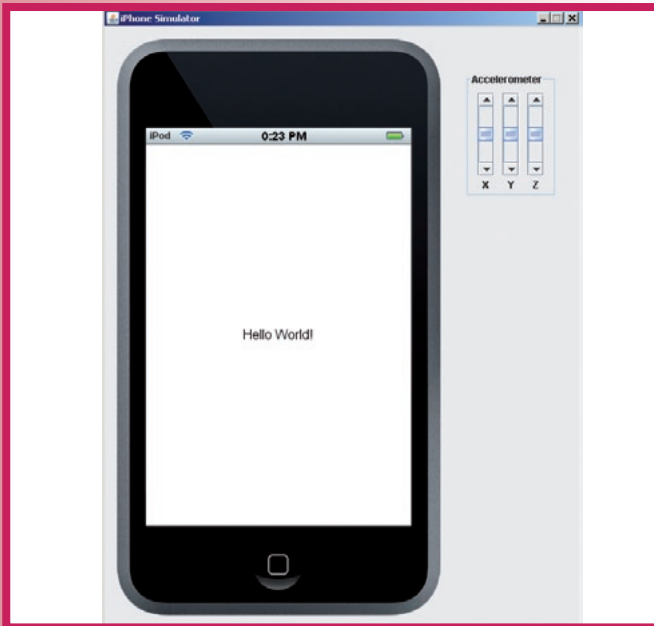 iPhone Simulator
Accelerometer
X Y Z
iPod 0:23 PM
Hello World!